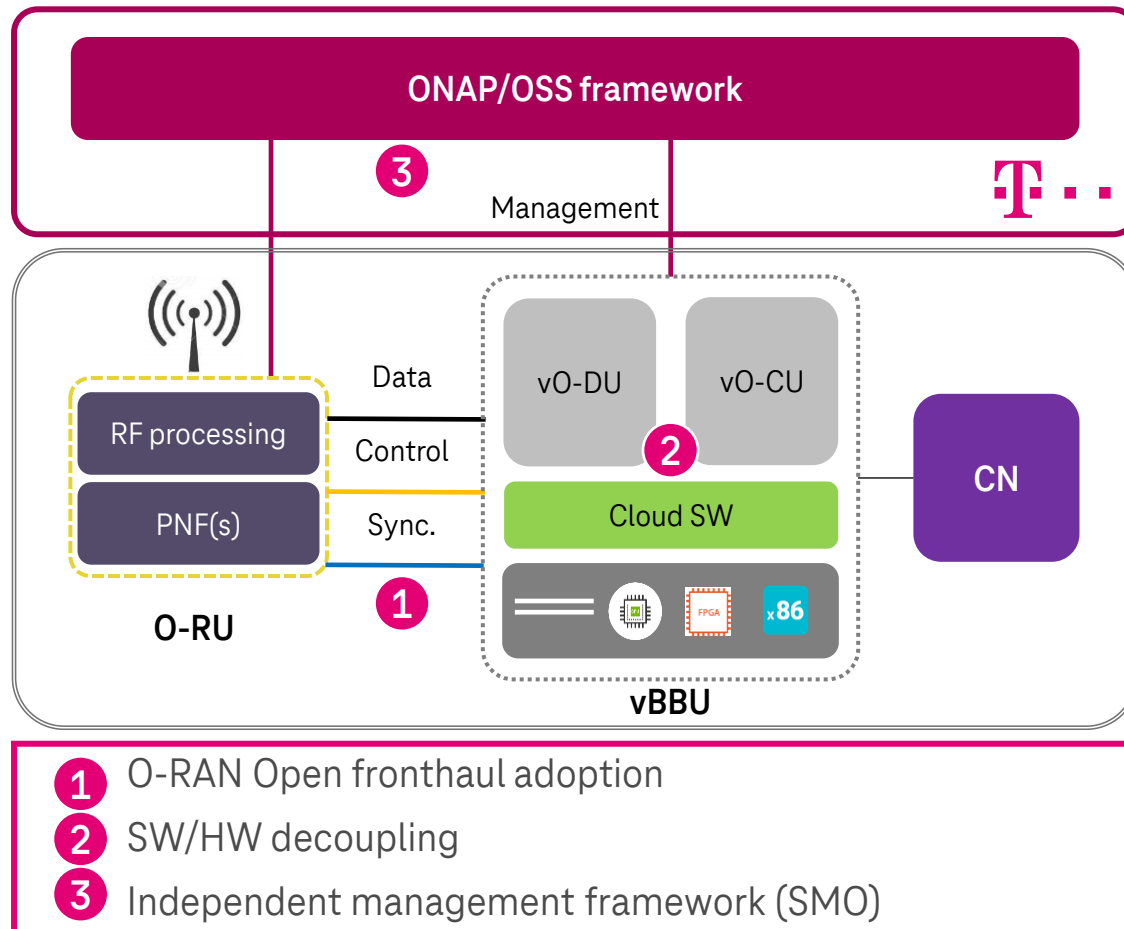 ONAP/OSS framework
3
Management
T
Data
vO-DU
vO-CU
RF processing
Control
2
CN
PNF(s)
Sync.
Cloud SW
1
FPGA
x86
O-RU
vBBU
1 O-RAN Open fronthaul adoption
2 SW/HW decoupling
3 Independent management framework (SMO)